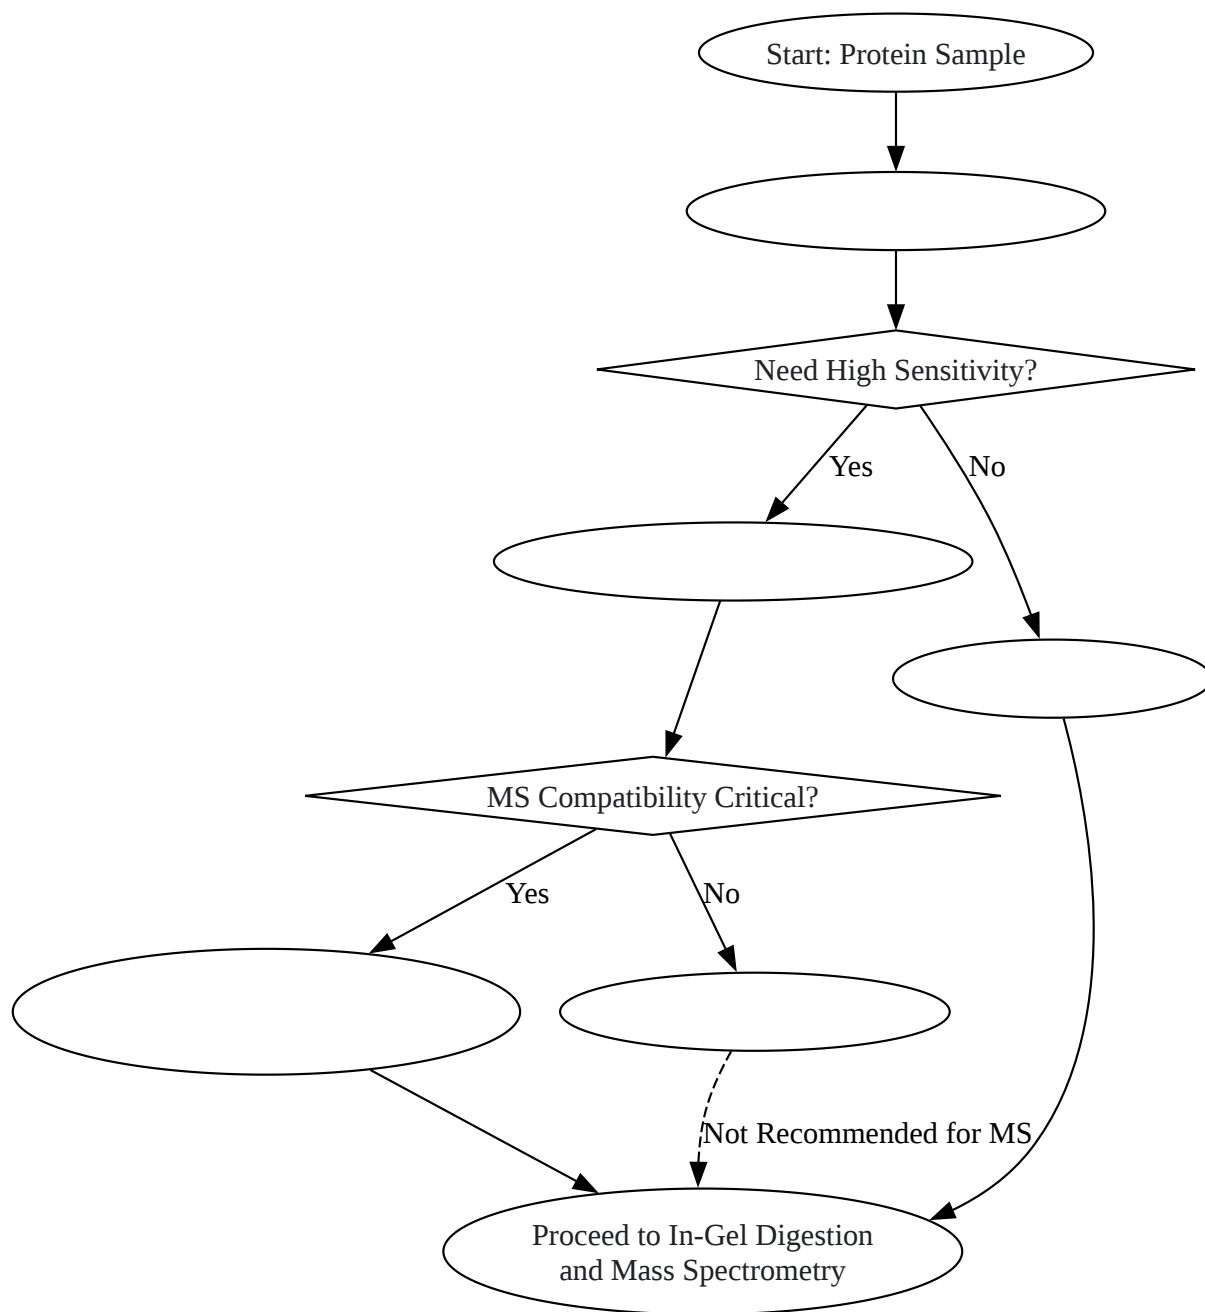 Start: Protein Sample
Need High Sensitivity?
Yes
No
MS Compatibility Critical?
Yes
No
Not Recommended for MS
Proceed to In-Gel Digestion
and Mass Spectrometry